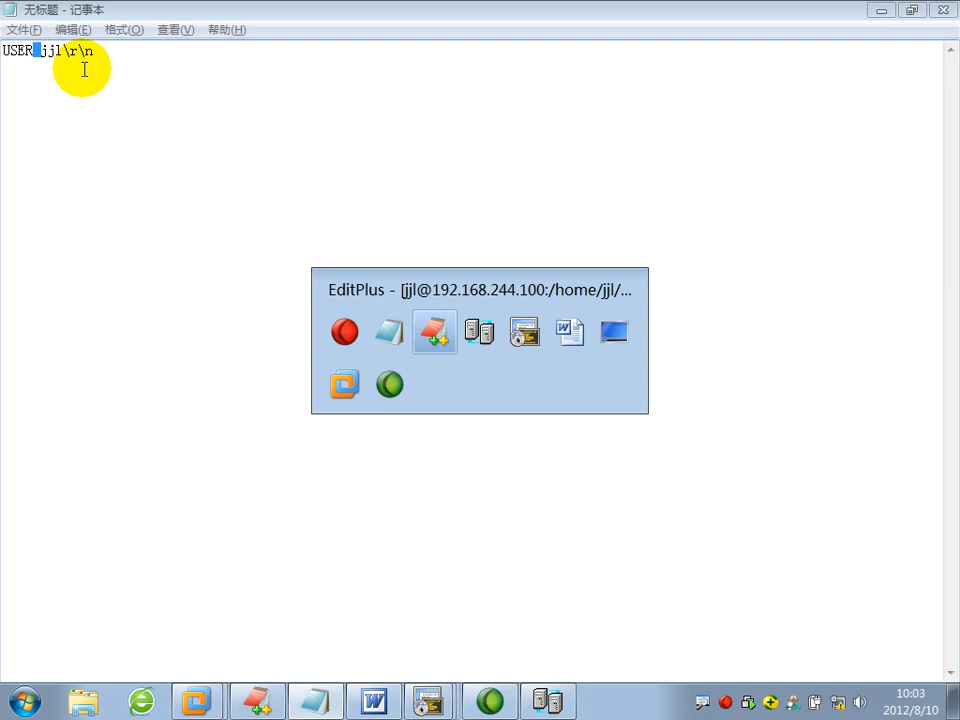 无标题 - 记事本
文件(F) 编辑(E) 格式(O) 查看(V) 帮助(H)
USER jjl\r\n
EditPlus - [jjl@192.168.244.100:/home/jjl/...
10:03
2012/8/10